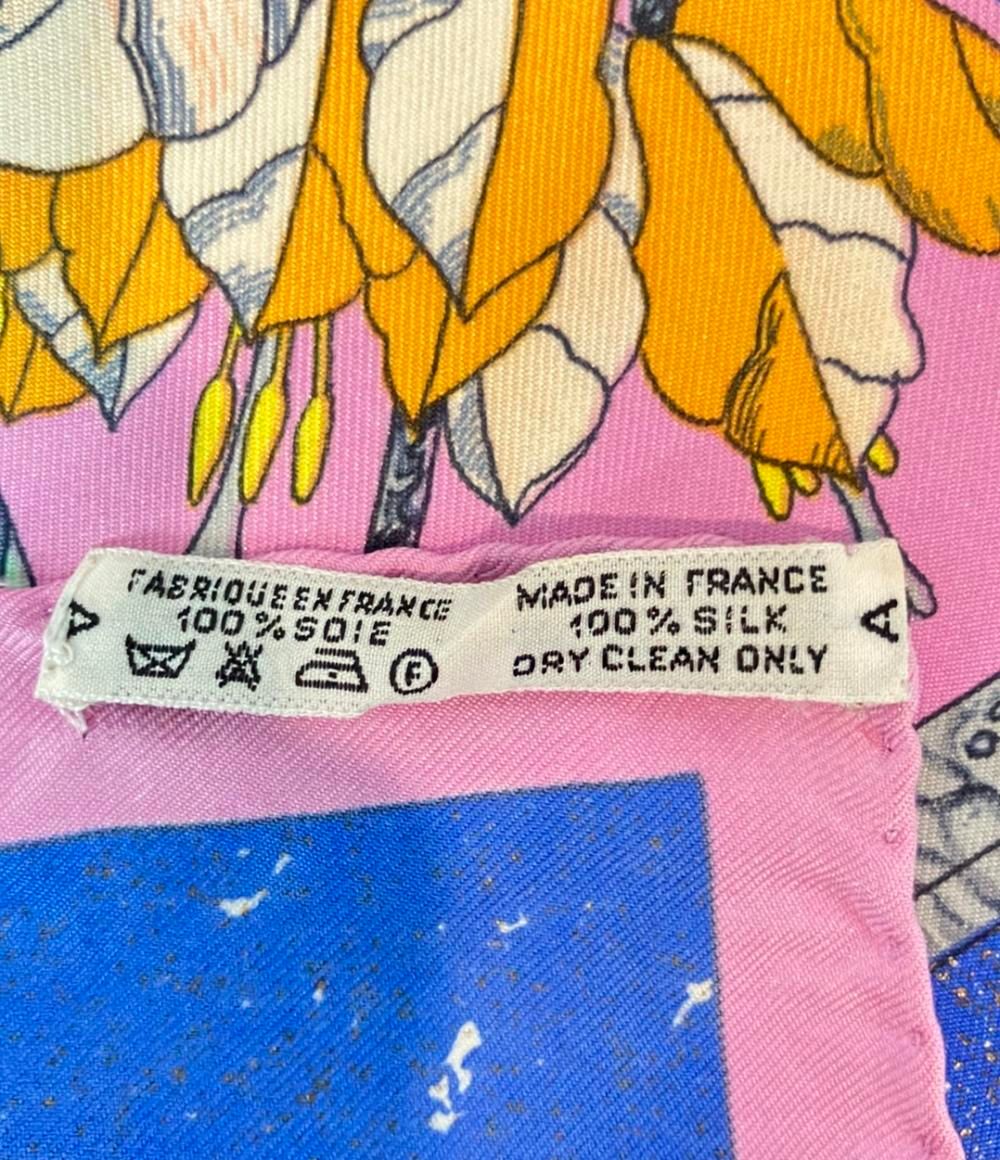 FABRIQUE EN FRANCE
100% SOIE
F
MADE IN FRANCE
100% SILK
DRY CLEAN ONLY
A
A